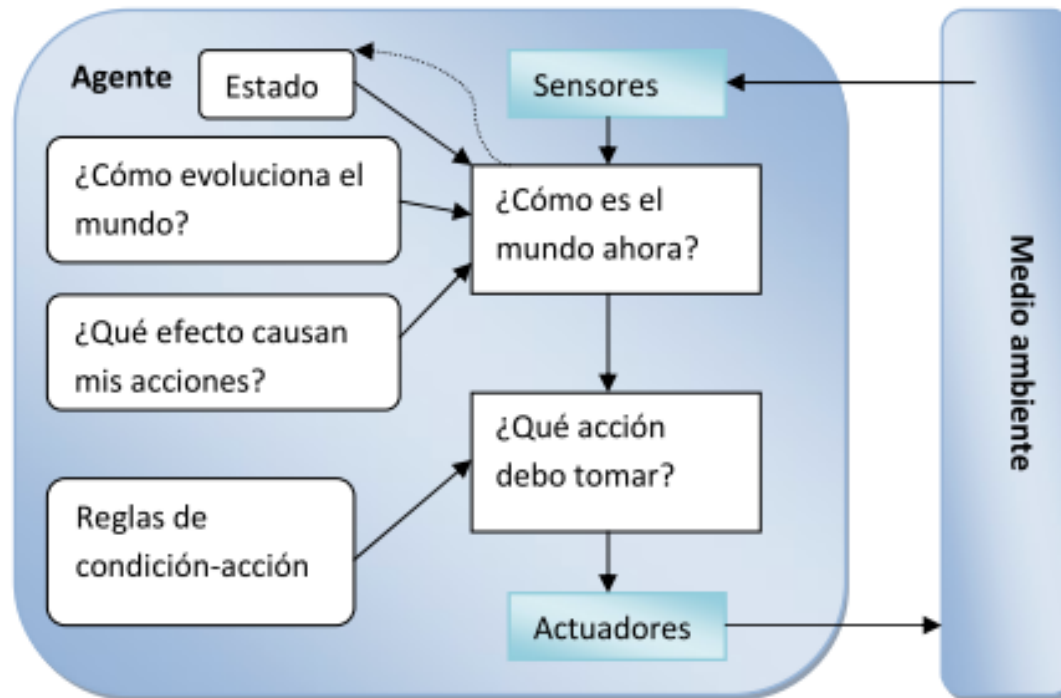 Agente
Estado
Sensores
¿Cómo evoluciona el
mundo?
¿Cómo es el
mundo ahora?
¿Qué efecto causan
mis acciones?
¿Qué acción
debo tomar?
Reglas de
condición-acción
Actuadores
Medio ambiente